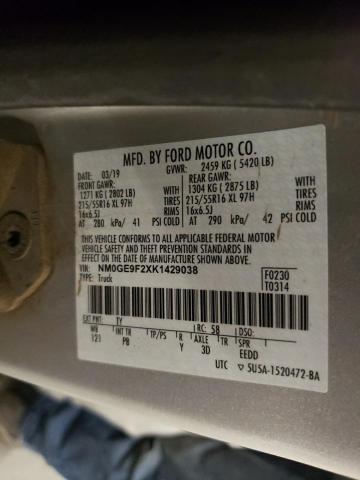 MFD. BY FORD MOTOR CO.
DATE: 03/19 GVWR: 2459 KG ( 5420 LB)
FRONT GAWR: REAR GAWR:
1271 KG ( 2802 LB) 1304 KG ( 2875 LB)
215/55R16 XL 97H TIRES 215/55R16 XL 97H TIRES
16x6.5J RIMS 16x6.5J RIMS
AT 280 kPa/ 41 PSI COLD AT 290 kPa/ 42 PSI COLD
THIS VEHICLE CONFORMS TO ALL APPLICABLE FEDERAL MOTOR
VEHICLE SAFETY AND THEFT PREVENTION STANDARDS IN
EFFECT ON THE DATE OF MANUFACTURE SHOWN ABOVE.
VIN: NM0GE9F2XK1429038 F0230
TYPE: Truck T0314
EXT PNT: TY RC: 58 DSO:
WB INT TR TP/PS R AXLE TR SPR
121 PB 3D EEDD
UTC ▽ 5U5A-1520472-BA